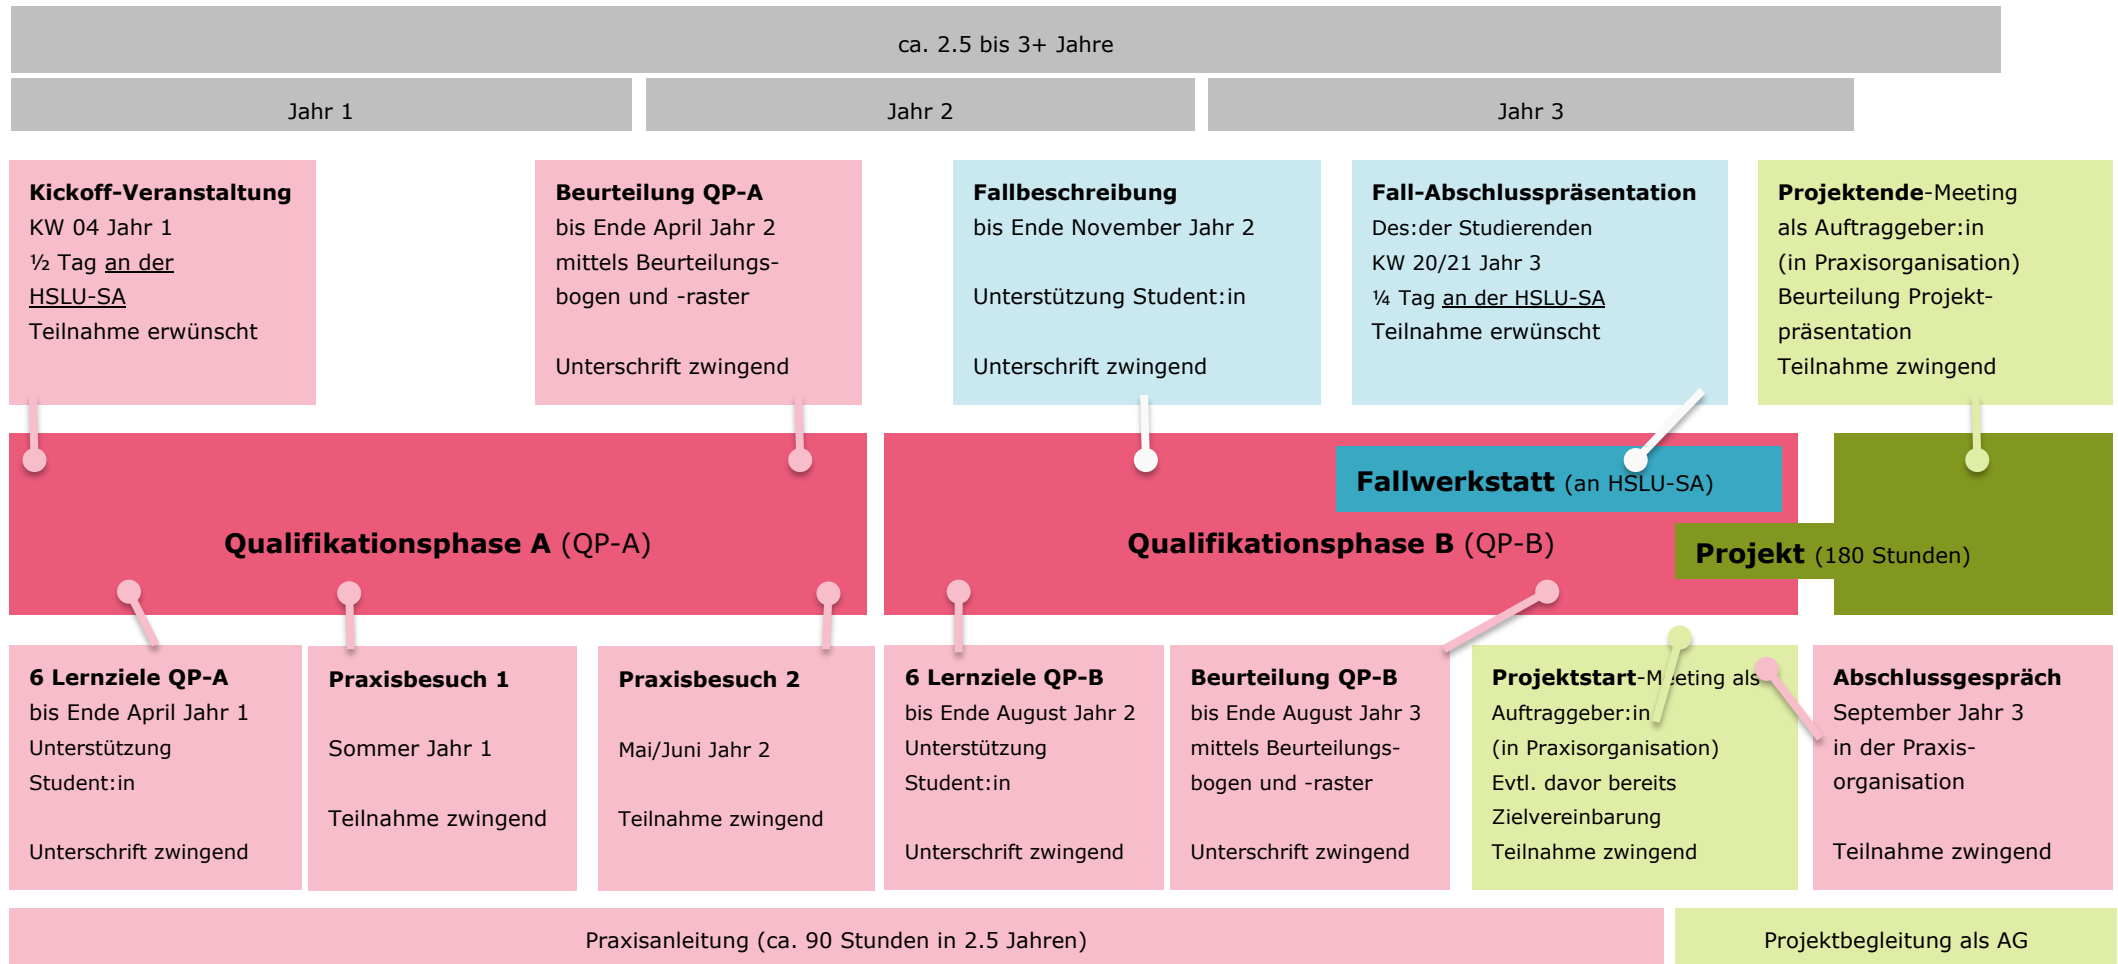 ca. 2.5 bis 3+ Jahre
Jahr 1
Jahr 2
Jahr 3
Kickoff-Veranstaltung
KW 04 Jahr 1
½ Tag an der
HSLU-SA
Teilnahme erwünscht
Beurteilung QP-A
bis Ende April Jahr 2
mittels Beurteilungs-
bogen und -raster
Unterschrift zwingend
Fallbeschreibung
bis Ende November Jahr 2
Unterstützung Student:in
Unterschrift zwingend
Fall-Abschlusspräsentation
Des:der Studierenden
KW 20/21 Jahr 3
¼ Tag an der HSLU-SA
Teilnahme erwünscht
Projektende-Meeting
als Auftraggeber:in
(in Praxisorganisation)
Beurteilung Projekt-
präsentation
Teilnahme zwingend
Qualifikationsphase A (QP-A)
Fallwerkstatt (an HSLU-SA)
Qualifikationsphase B (QP-B)
Projekt (180 Stunden)
6 Lernziele QP-A
bis Ende April Jahr 1
Unterstützung
Student:in
Unterschrift zwingend
Praxisbesuch 1
Sommer Jahr 1
Teilnahme zwingend
Praxisbesuch 2
Mai/Juni Jahr 2
Teilnahme zwingend
6 Lernziele QP-B
bis Ende August Jahr 2
Unterstützung
Student:in
Unterschrift zwingend
Beurteilung QP-B
bis Ende August Jahr 3
mittels Beurteilungs-
bogen und -raster
Unterschrift zwingend
Projektstart-Meeting als
Auftraggeber:in
(in Praxisorganisation)
Evtl. davor bereits
Zielvereinbarung
Teilnahme zwingend
Abschlussgespräch
September Jahr 3
in der Praxis-
organisation
Teilnahme zwingend
Praxisanleitung (ca. 90 Stunden in 2.5 Jahren)
Projektbegleitung als AG